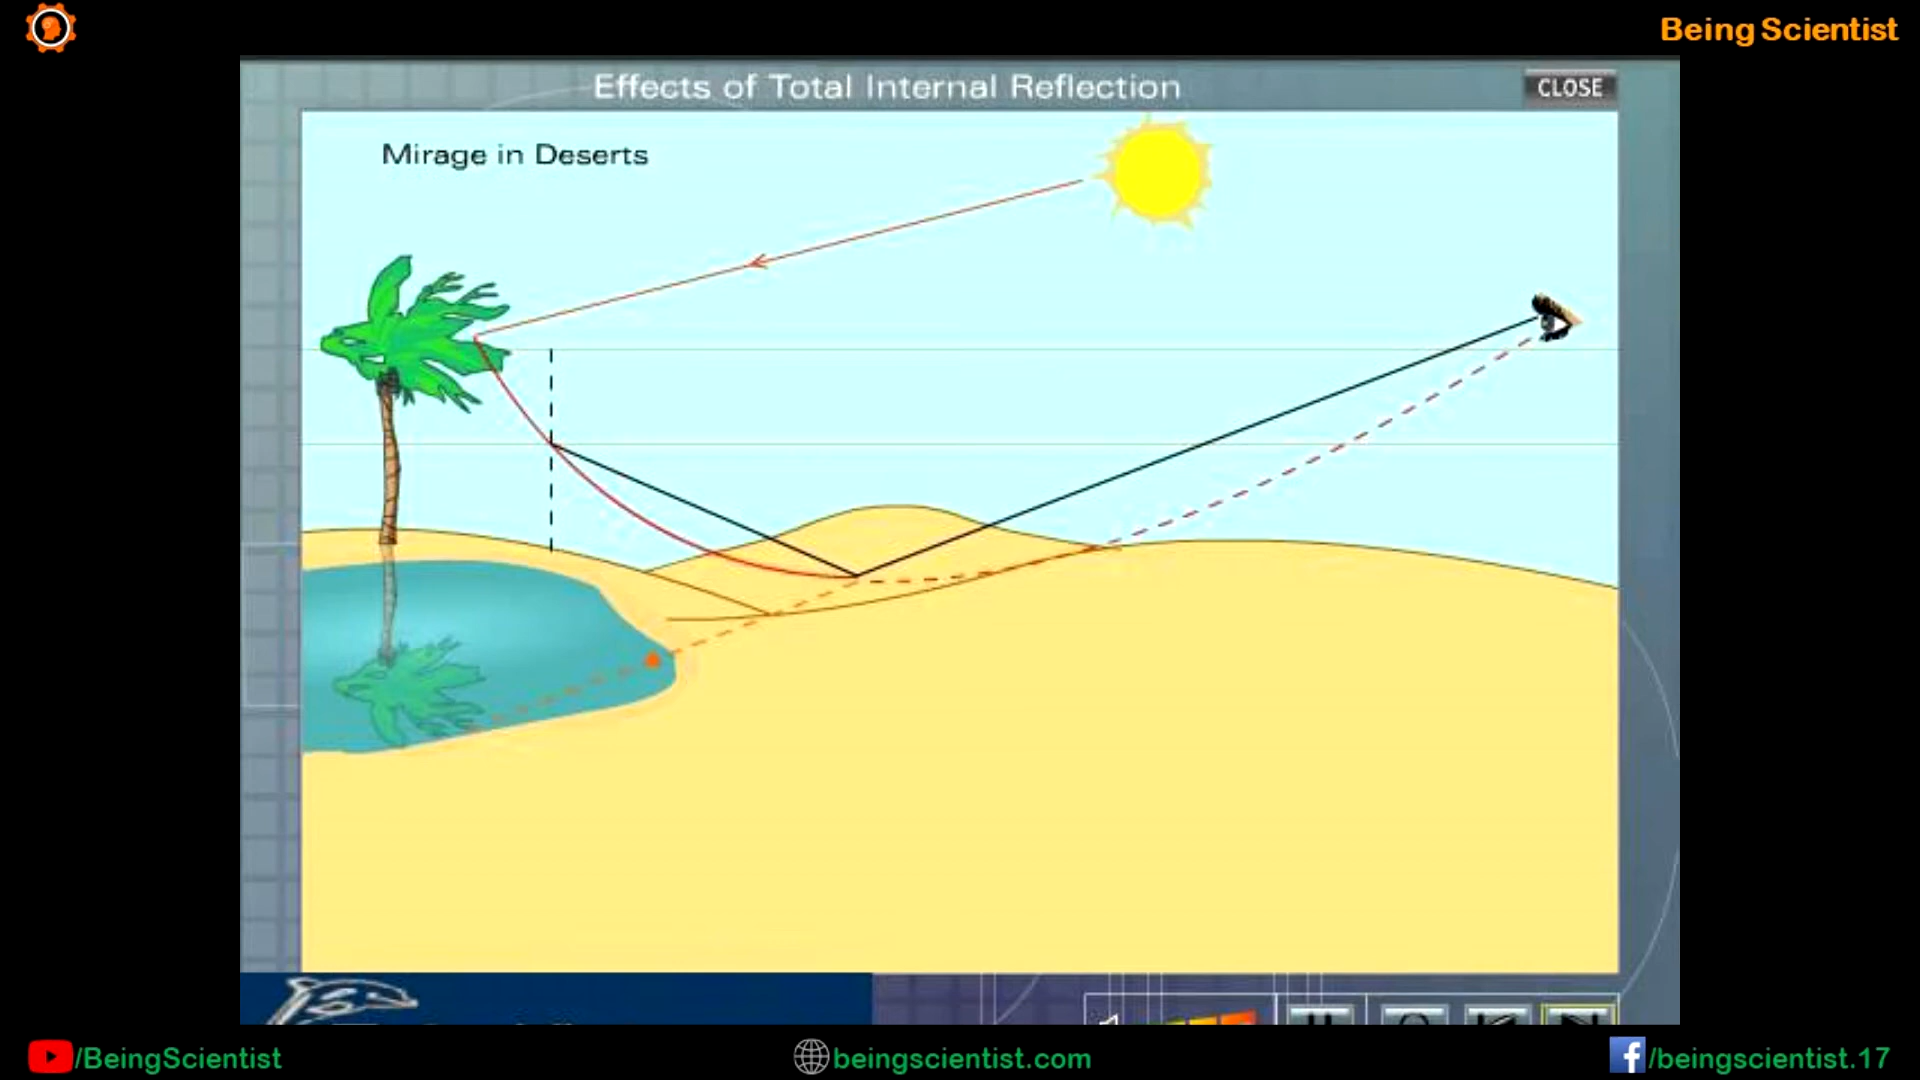 Being Scientist
Effects of Total Internal Reflection
CLOSE
Mirage in Deserts
/BeingScientist
beingscientist.com
/beingscientist.17